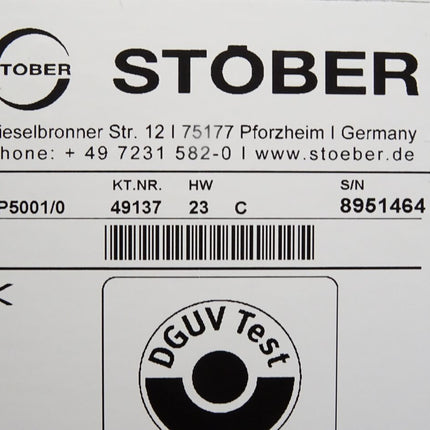 TÖBER STÖBER
ieselbronner Str. 12 | 75177 Pforzheim | Germany
hone: + 49 7231 582-0 | www.stoeber.de
KT.NR. HW S/N
P5001/0 49137 23 C 8951464
DGUV Test